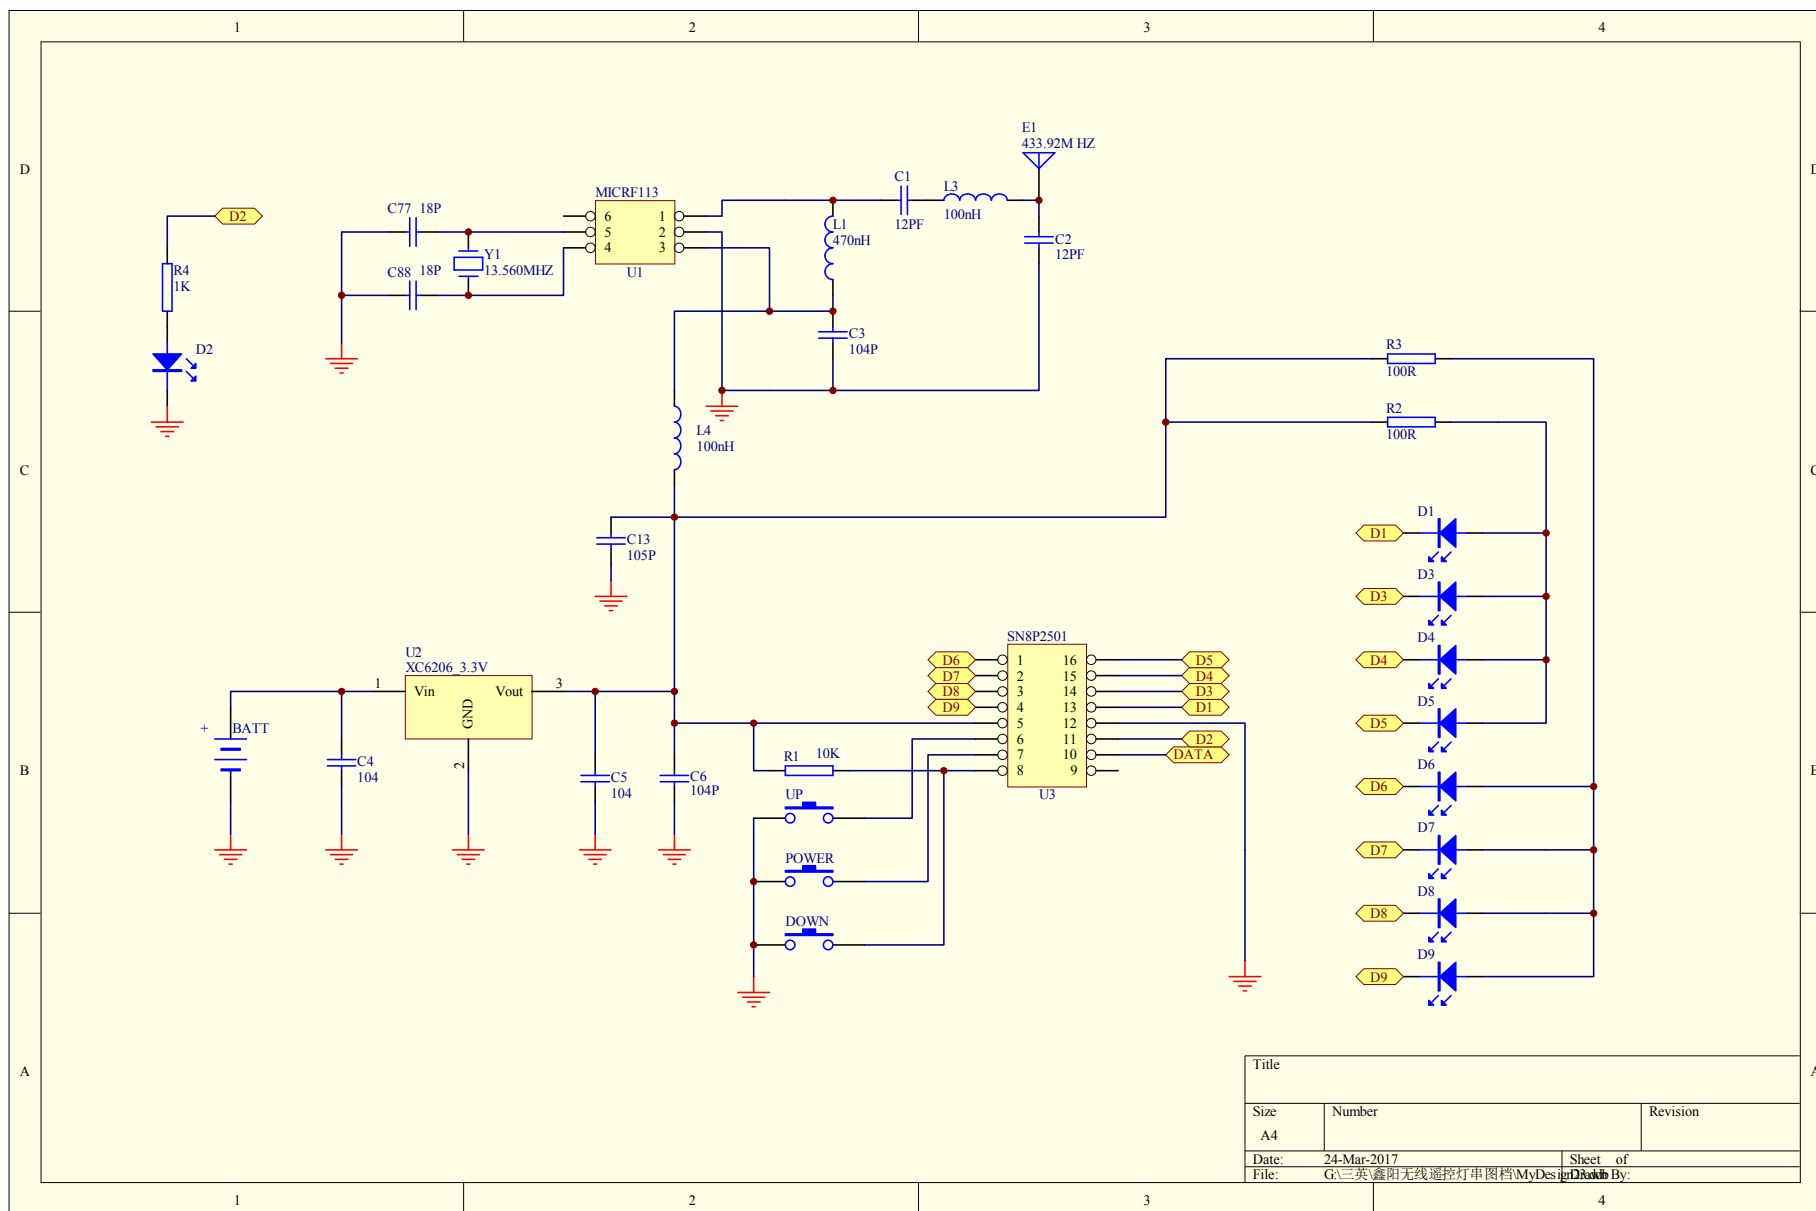 1 2 3 4
D
D
C
C
B
B
A
A
1 2 3 4
D2
R4
1K
D2
C77 18P
C88 18P
Y1
13.560MHZ
MICRF113
6 1
5 2
4 3
U1
C1
12PF
L3
100nH
E1
433.92M HZ
L1
470nH
C2
12PF
C3
104P
L4
100nH
C13
105P
R3
100R
R2
100R
U2
XC6206_3.3V
1 Vin Vout 3
GND
2
+ BATT
C4
104
C5
104
C6
104P
R1 10K
UP
POWER
DOWN
SN8P2501
D6 1 16 D5
D7 2 15 D4
D8 3 14 D3
D9 4 13 D1
5 12
6 11 D2
7 10 DATA
8 9
U3
D1
D1
D3
D3
D4
D4
D5
D5
D6
D6
D7
D7
D8
D8
D9
D9
Title
Size Number Revision
A4
Date: 24-Mar-2017 Sheet of
File: G:\三英\鑫阳无线遥控灯串图档\MyDesign By: